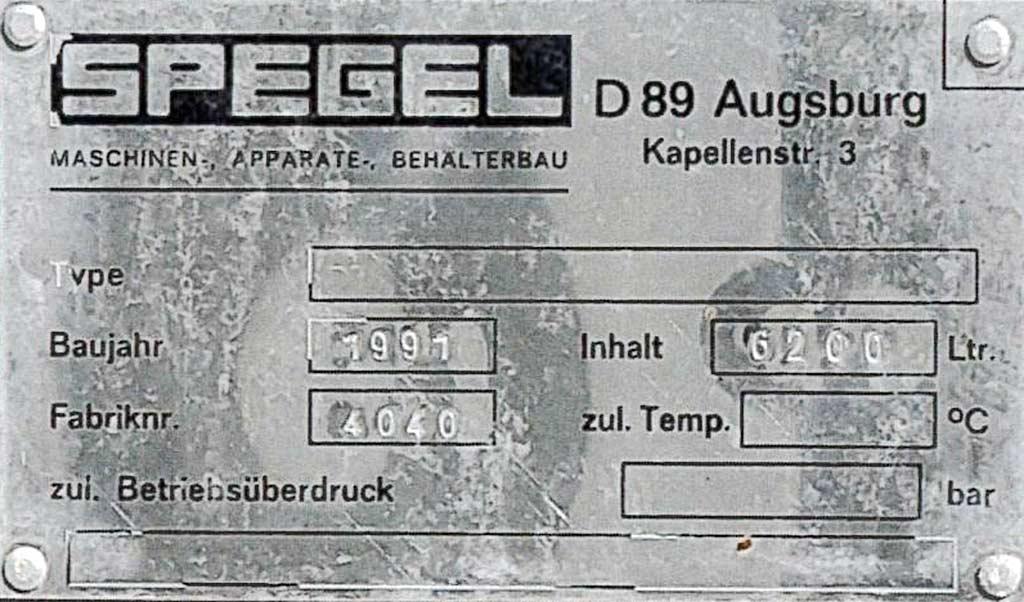 SPEGEL
MASCHINEN-, APPARATE-, BEHÄLTERBAU
D 89 Augsburg
Kapellenstr. 3
Type
Baujahr 1991 Inhalt 6200 Ltr.
Fabriknr. 4040 zul. Temp. °C
zul. Betriebsüberdruck bar